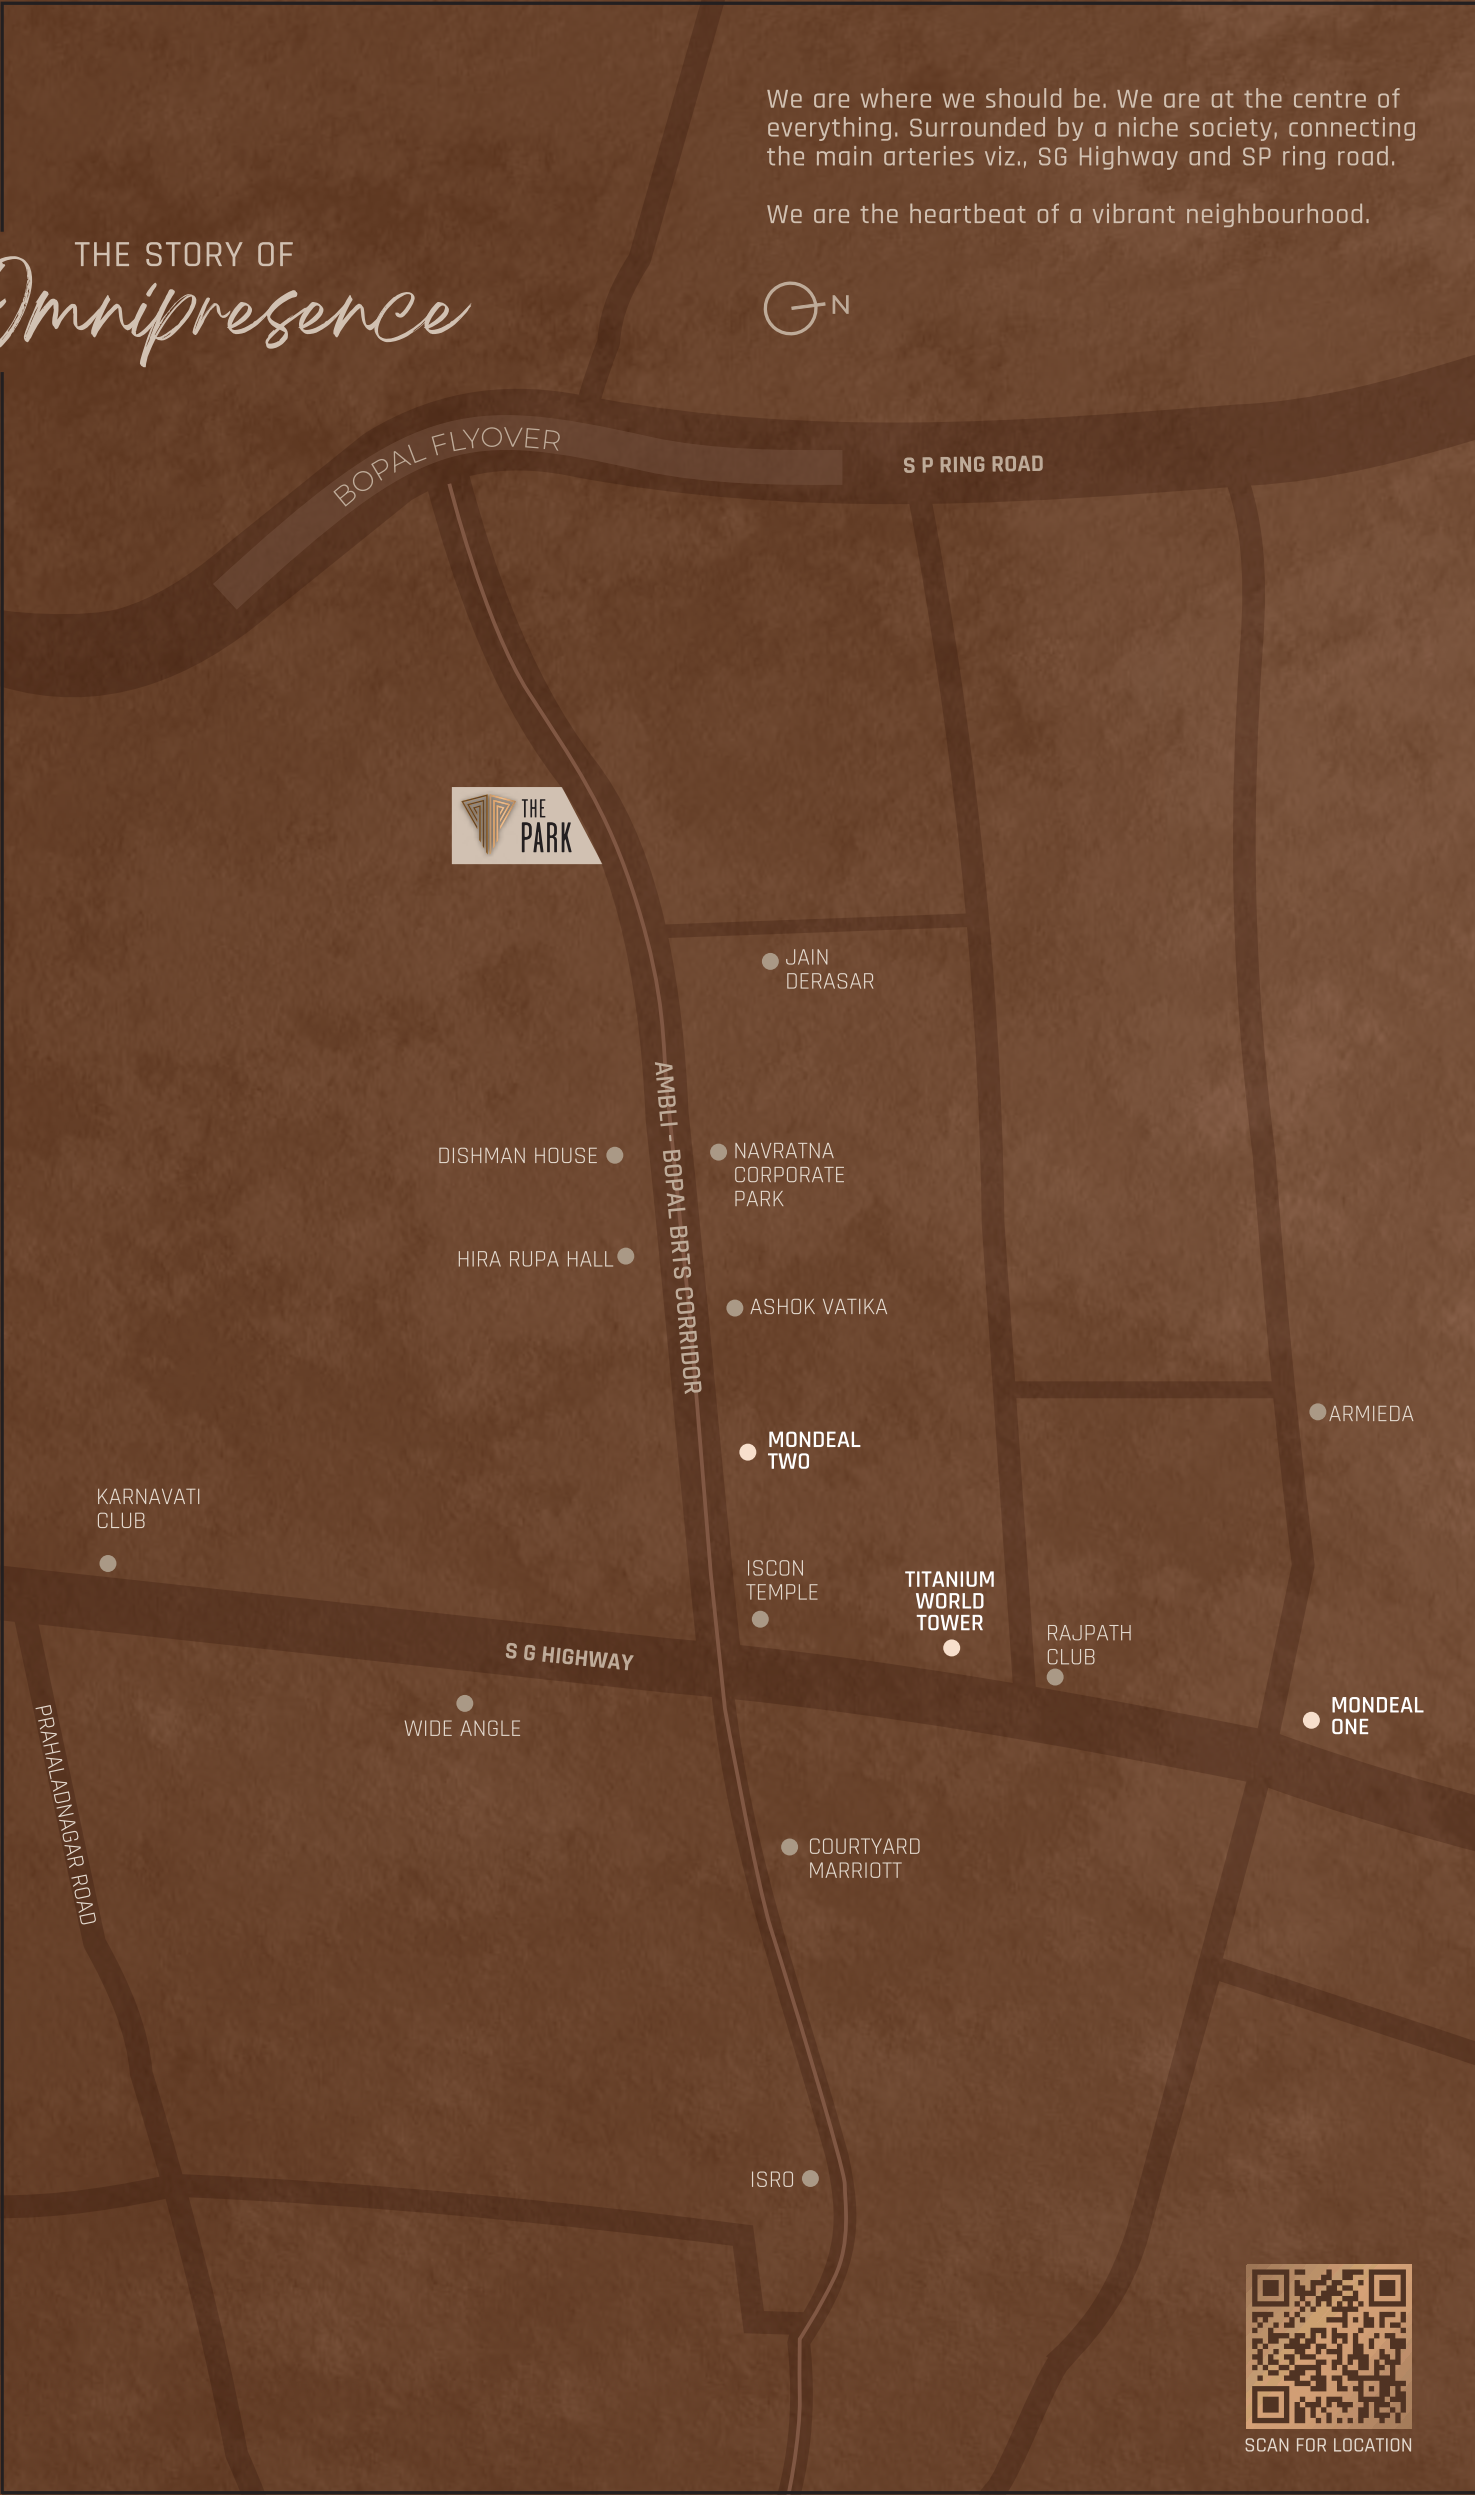 We are where we should be. We are at the centre of
everything. Surrounded by a niche society, connecting
the main arteries viz., SG Highway and SP ring road.
We are the heartbeat of a vibrant neighbourhood.
THE STORY OF
Omnipresence
N
BOPAL FLYOVER
S P RING ROAD
THE
PARK
JAIN
DERASAR
AMBLI - BOPAL BRTS CORRIDOR
DISHMAN HOUSE
NAVRATNA
CORPORATE
PARK
HIRA RUPA HALL
ASHOK VATIKA
ARMIEDA
MONDEAL
TWO
KARNAVATI
CLUB
ISCON
TEMPLE
TITANIUM
WORLD
TOWER
RAJPATH
CLUB
S G HIGHWAY
WIDE ANGLE
MONDEAL
ONE
PRAHALADNAGAR ROAD
COURTYARD
MARRIOTT
ISRO
SCAN FOR LOCATION